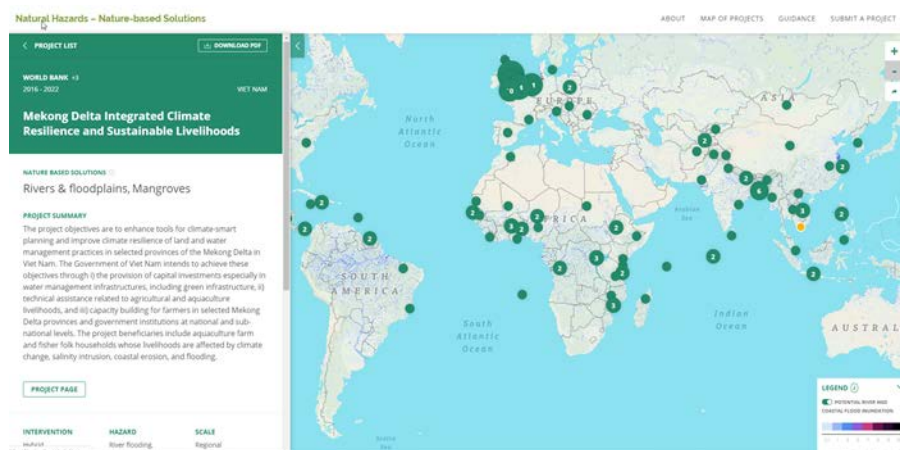 Natural Hazards – Nature-based Solutions
ABOUT
MAP OF PROJECTS
GUIDANCE
SUBMIT A PROJECT
PROJECT LIST
DOWNLOAD PDF
WORLD BANK +3
2016 - 2022
VIET NAM
Mekong Delta Integrated Climate
Resilience and Sustainable Livelihoods
NATURE BASED SOLUTIONS
Rivers & floodplains, Mangroves
PROJECT SUMMARY
The project objectives are to enhance tools for climate-smart
planning and improve climate resilience of land and water
management practices in selected provinces of the Mekong Delta in
Viet Nam. The Government of Viet Nam intends to achieve these
objectives through i) the provision of capital investments especially in
water management infrastructures, including green infrastructure, ii)
technical assistance related to agricultural and aquaculture
livelihoods, and iii) capacity building for farmers in selected Mekong
Delta provinces and government institutions at national and sub-
national levels. The project beneficiaries include aquaculture farm
and fisher folk households whose livelihoods are affected by climate
change, salinity intrusion, coastal erosion, and flooding.
PROJECT PAGE
INTERVENTION
HAZARD
SCALE
Hybrid
River flooding,
Regional
North
Atlantic
Ocean
EUROPE
ASIA
AFRICA
Arabian
Sea
SOUTH
AMERICA
South
Atlantic
Ocean
Indian
Ocean
AUSTRAL
LEGEND
POTENTIAL RIVER AND
COASTAL FLOOD INUNDATION